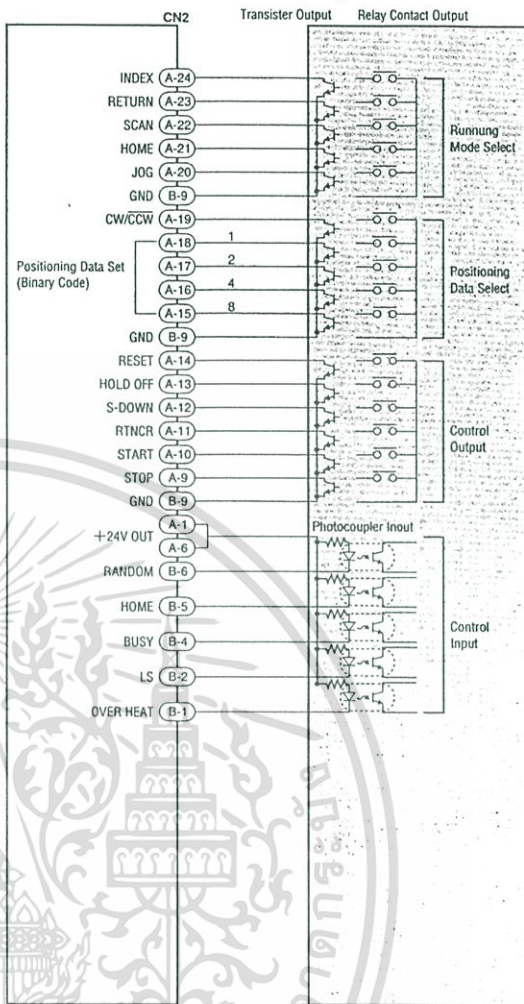 CN2 Transister Output Relay Contact Output
INDEX A-24
RETURN A-23
SCAN A-22
HOME A-21
JOG A-20
GND B-9
Runnung
Mode Select
CW/CCW A-19
A-18 1
A-17 2
A-16 4
A-15 8
Positioning Data Set
(Binary Code)
GND B-9
Positioning
Data Select
RESET A-14
HOLD OFF A-13
S-DOWN A-12
RTNCR A-11
START A-10
STOP A-9
GND B-9
Control
Output
A-1
+24V OUT
A-6
Photocoupler Inout
RANDOM B-6
HOME B-5
BUSY B-4
LS B-2
OVER HEAT B-1
Control
Input